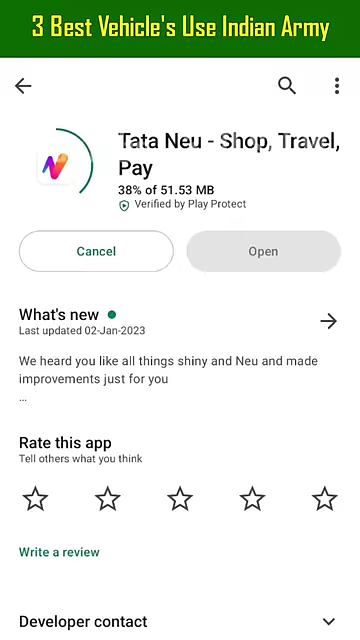 3 Best Vehicle's Use Indian Army
Tata Neu - Shop, Travel,
Pay
38% of 51.53 MB
Verified by Play Protect
Cancel
Open
What's new
Last updated 02-Jan-2023
We heard you like all things shiny and Neu and made
improvements just for you
...
Rate this app
Tell others what you think
Write a review
Developer contact